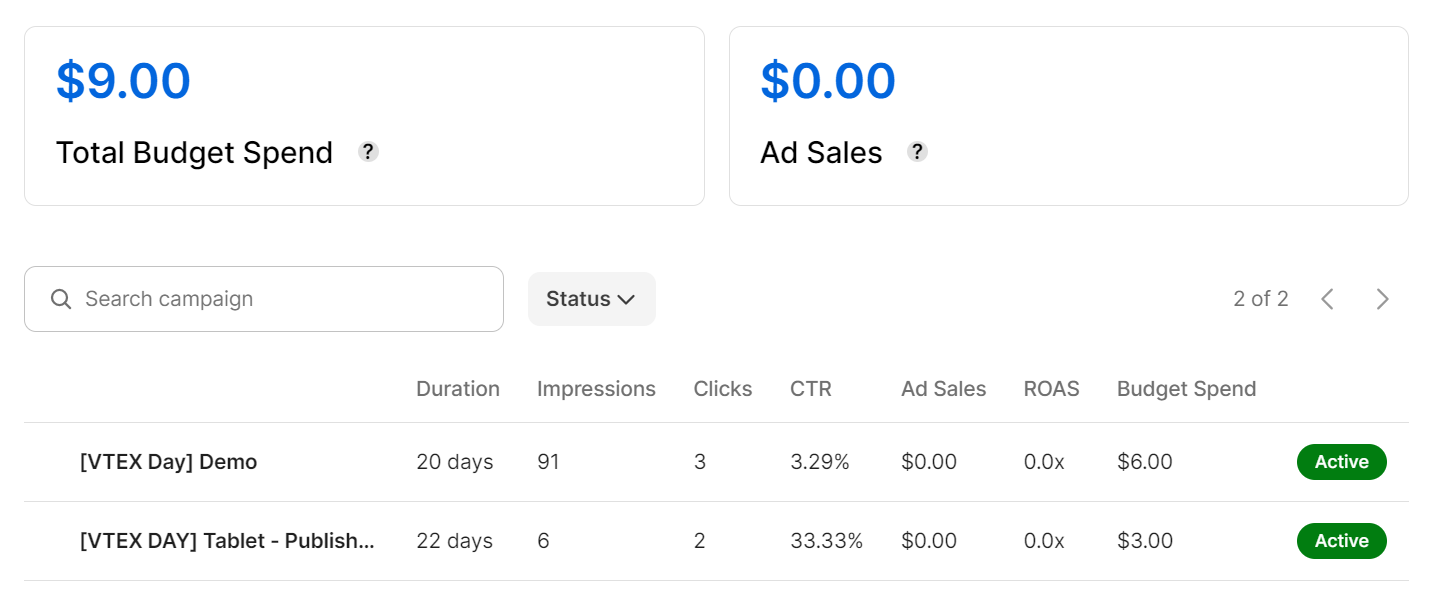 $9.00
Total Budget Spend ?
$0.00
Ad Sales ?
Search campaign
Status
2 of 2
Duration Impressions Clicks CTR Ad Sales ROAS Budget Spend
[VTEX Day] Demo 20 days 91 3 3.29% $0.00 0.0x $6.00 Active
[VTEX DAY] Tablet - Publish... 22 days 6 2 33.33% $0.00 0.0x $3.00 Active